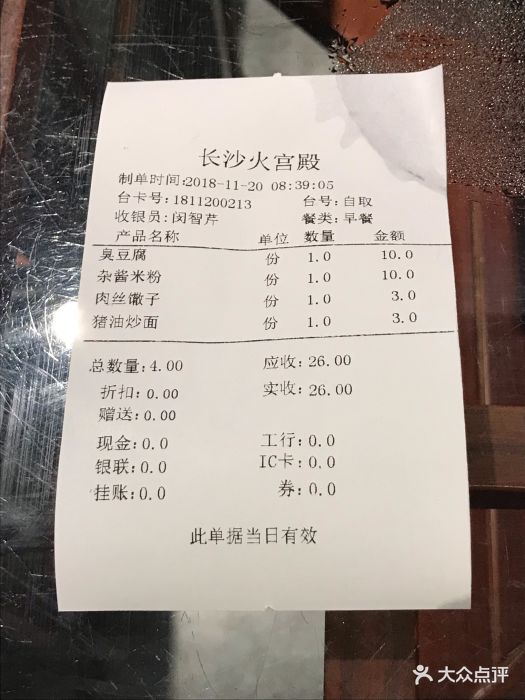 长沙火宫殿
制单时间:2018-11-20 08:39:05
台卡号:1811200213 台号:自取
收银员:闵智芹 餐类:早餐
产品名称 单位 数量 金额
臭豆腐 份 1.0 10.0
杂酱米粉 份 1.0 10.0
肉丝馓子 份 1.0 3.0
猪油炒面 份 1.0 3.0
总数量:4.00 应收:26.00
折扣:0.00 实收:26.00
赠送:0.00
现金:0.0 工行:0.0
银联:0.0 IC卡:0.0
挂账:0.0 券:0.0
此单据当日有效
大众点评